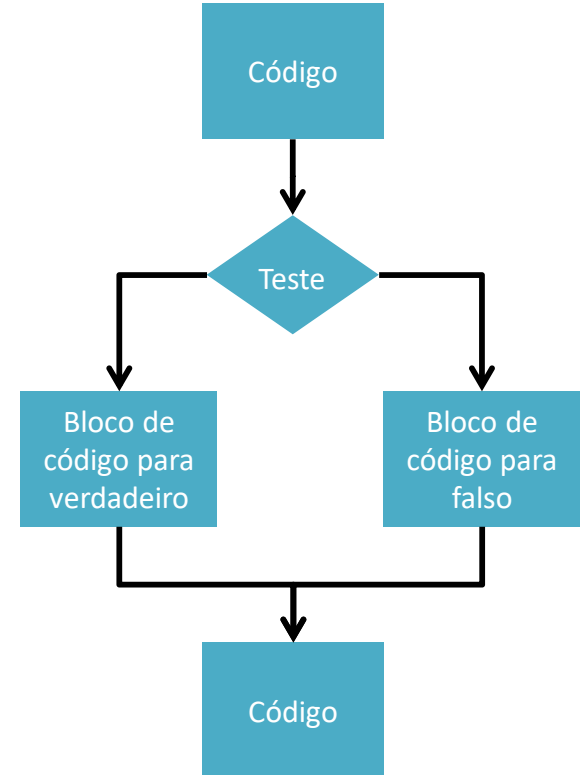 Código
Teste
Bloco de
código para
verdadeiro
Bloco de
código para
falso
Código